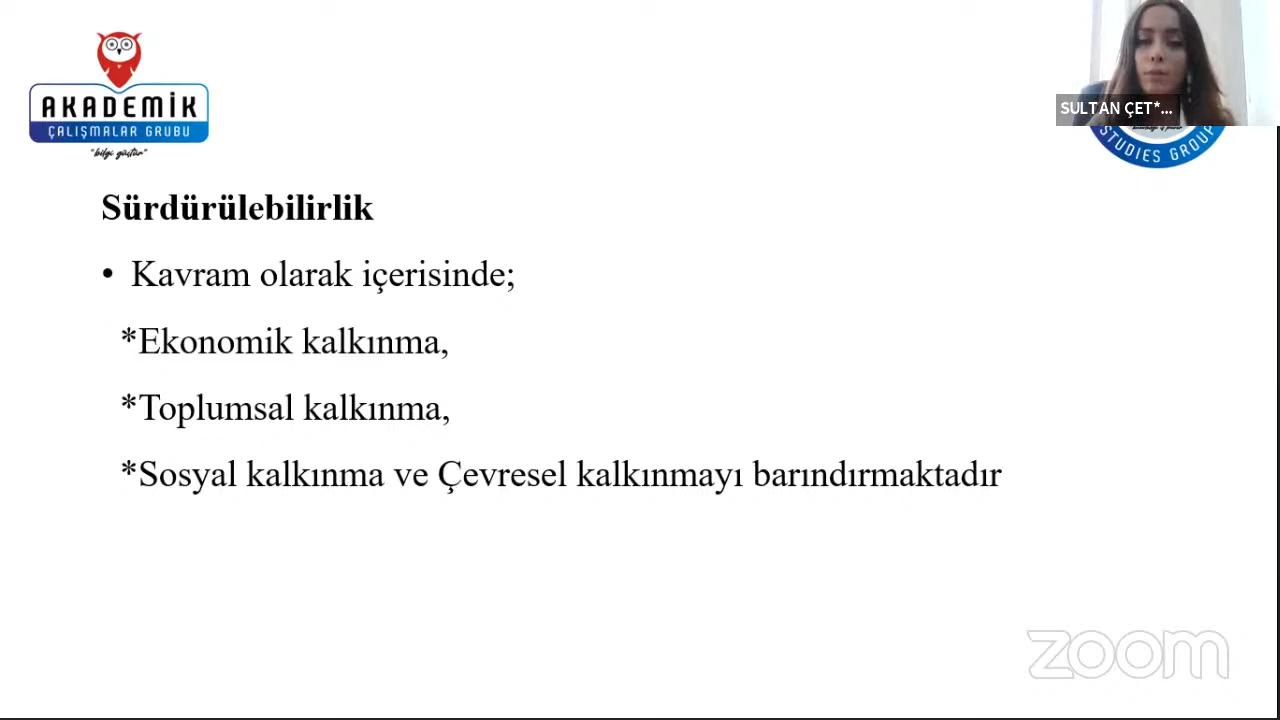 AKADEMİK
ÇALIŞMALAR GRUBU
"bilgi güçtür"
SULTAN ÇET*...
STUDIES GROUP
Sürdürülebilirlik
• Kavram olarak içerisinde;
*Ekonomik kalkınma,
*Toplumsal kalkınma,
*Sosyal kalkınma ve Çevresel kalkınmayı barındırmaktadır
zoom